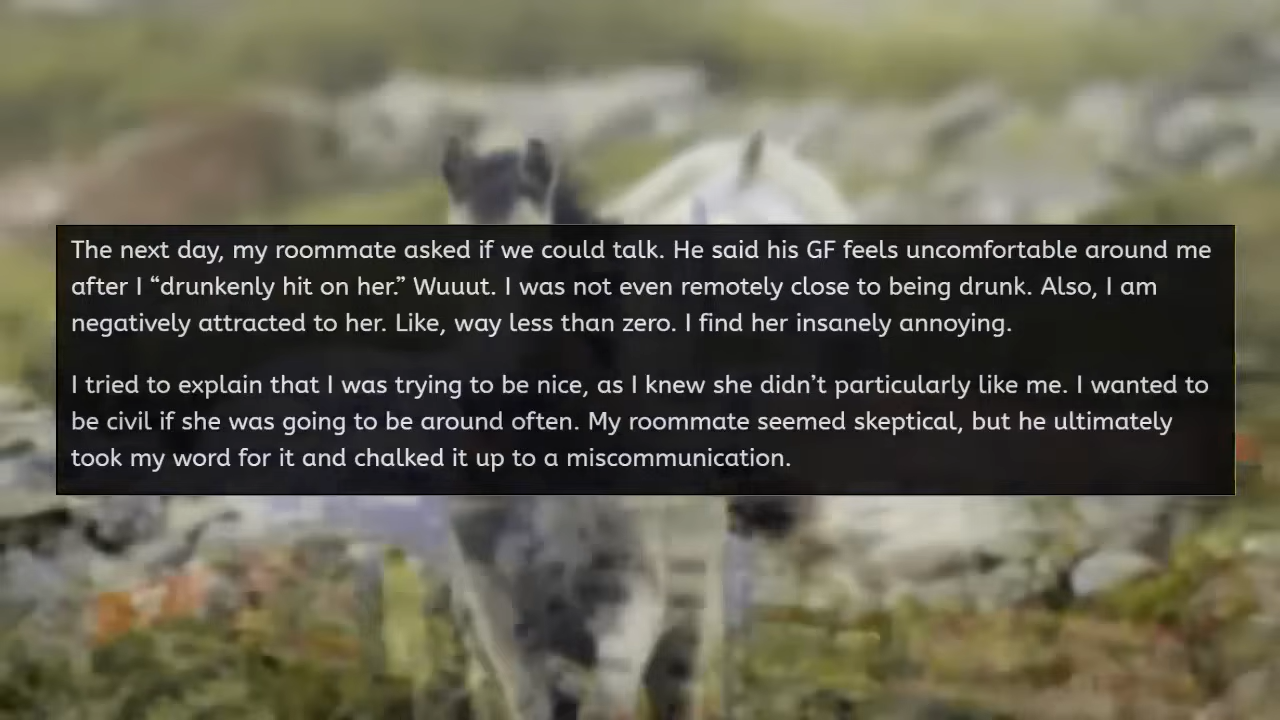 The next day, my roommate asked if we could talk. He said his GF feels uncomfortable around me
after I “drunkenly hit on her.” Wuuut. I was not even remotely close to being drunk. Also, I am
negatively attracted to her. Like, way less than zero. I find her insanely annoying.
I tried to explain that I was trying to be nice, as I knew she didn’t particularly like me. I wanted to
be civil if she was going to be around often. My roommate seemed skeptical, but he ultimately
took my word for it and chalked it up to a miscommunication.